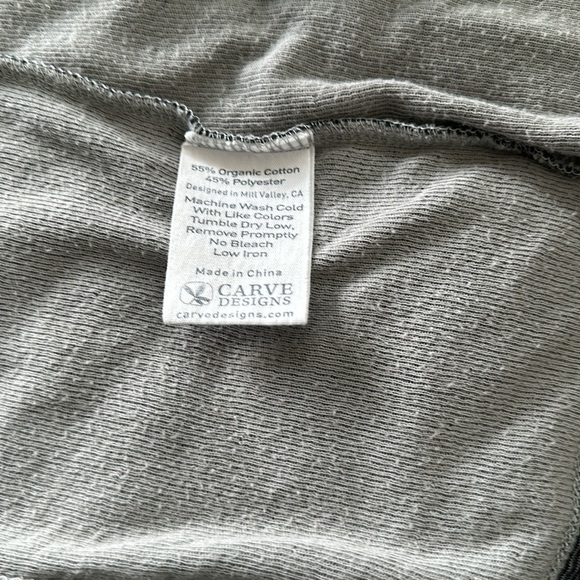 55% Organic Cotton
45% Polyester
Designed in Mill Valley, CA
Machine Wash Cold
With Like Colors
Tumble Dry Low,
Remove Promptly
No Bleach
Low Iron
Made in China
CARVE
DESIGNS
carvedesigns.com